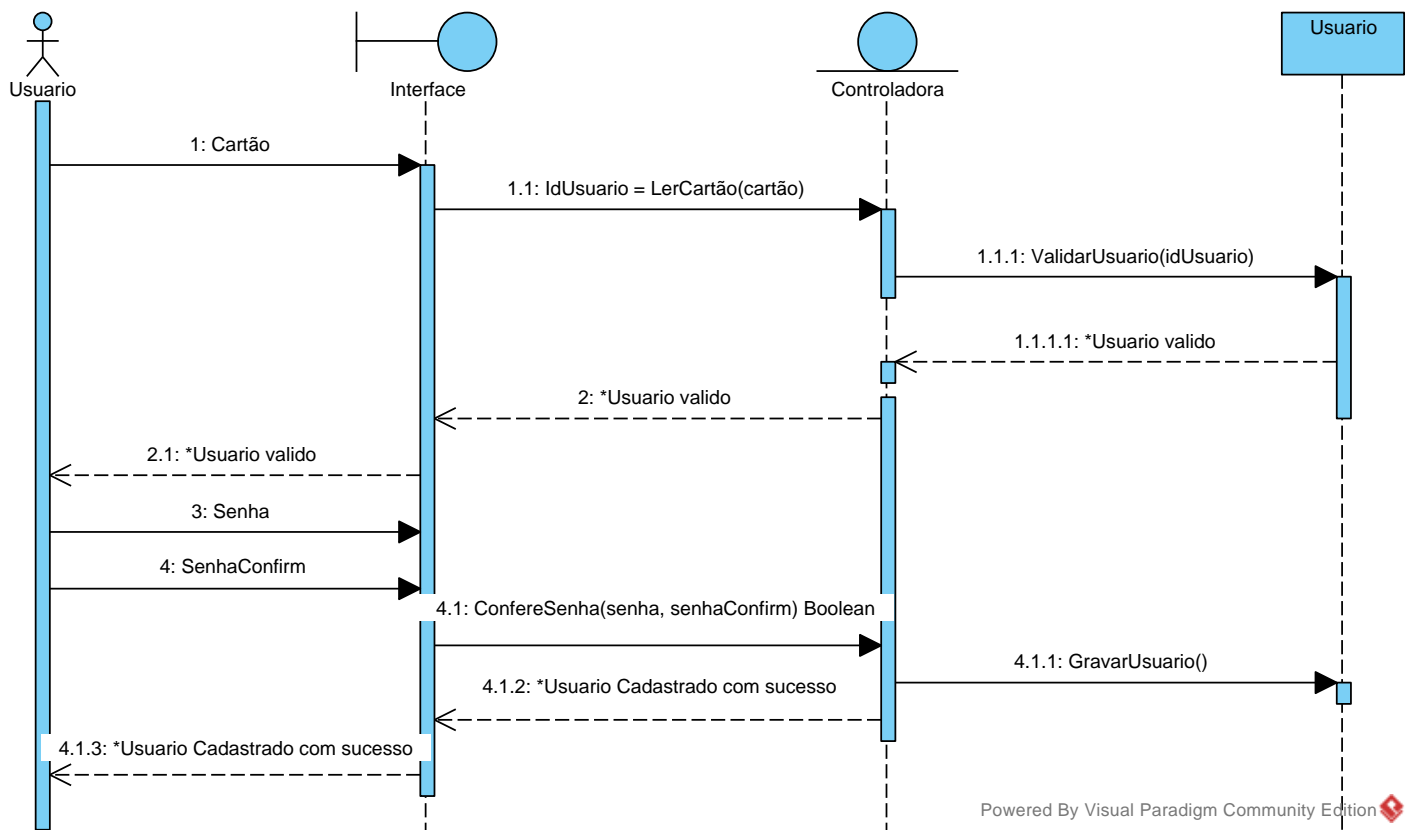 Usuario
Usuario
Interface
Controladora
1: Cartão
1.1: IdUsuario = LerCartão(cartão)
1.1.1: ValidarUsuario(idUsuario)
1.1.1.1: *Usuario valido
2: *Usuario valido
2.1: *Usuario valido
3: Senha
4: SenhaConfirm
4.1: ConfereSenha(senha, senhaConfirm) Boolean
4.1.1: GravarUsuario()
4.1.2: *Usuario Cadastrado com sucesso
4.1.3: *Usuario Cadastrado com sucesso
Powered By Visual Paradigm Community Edition